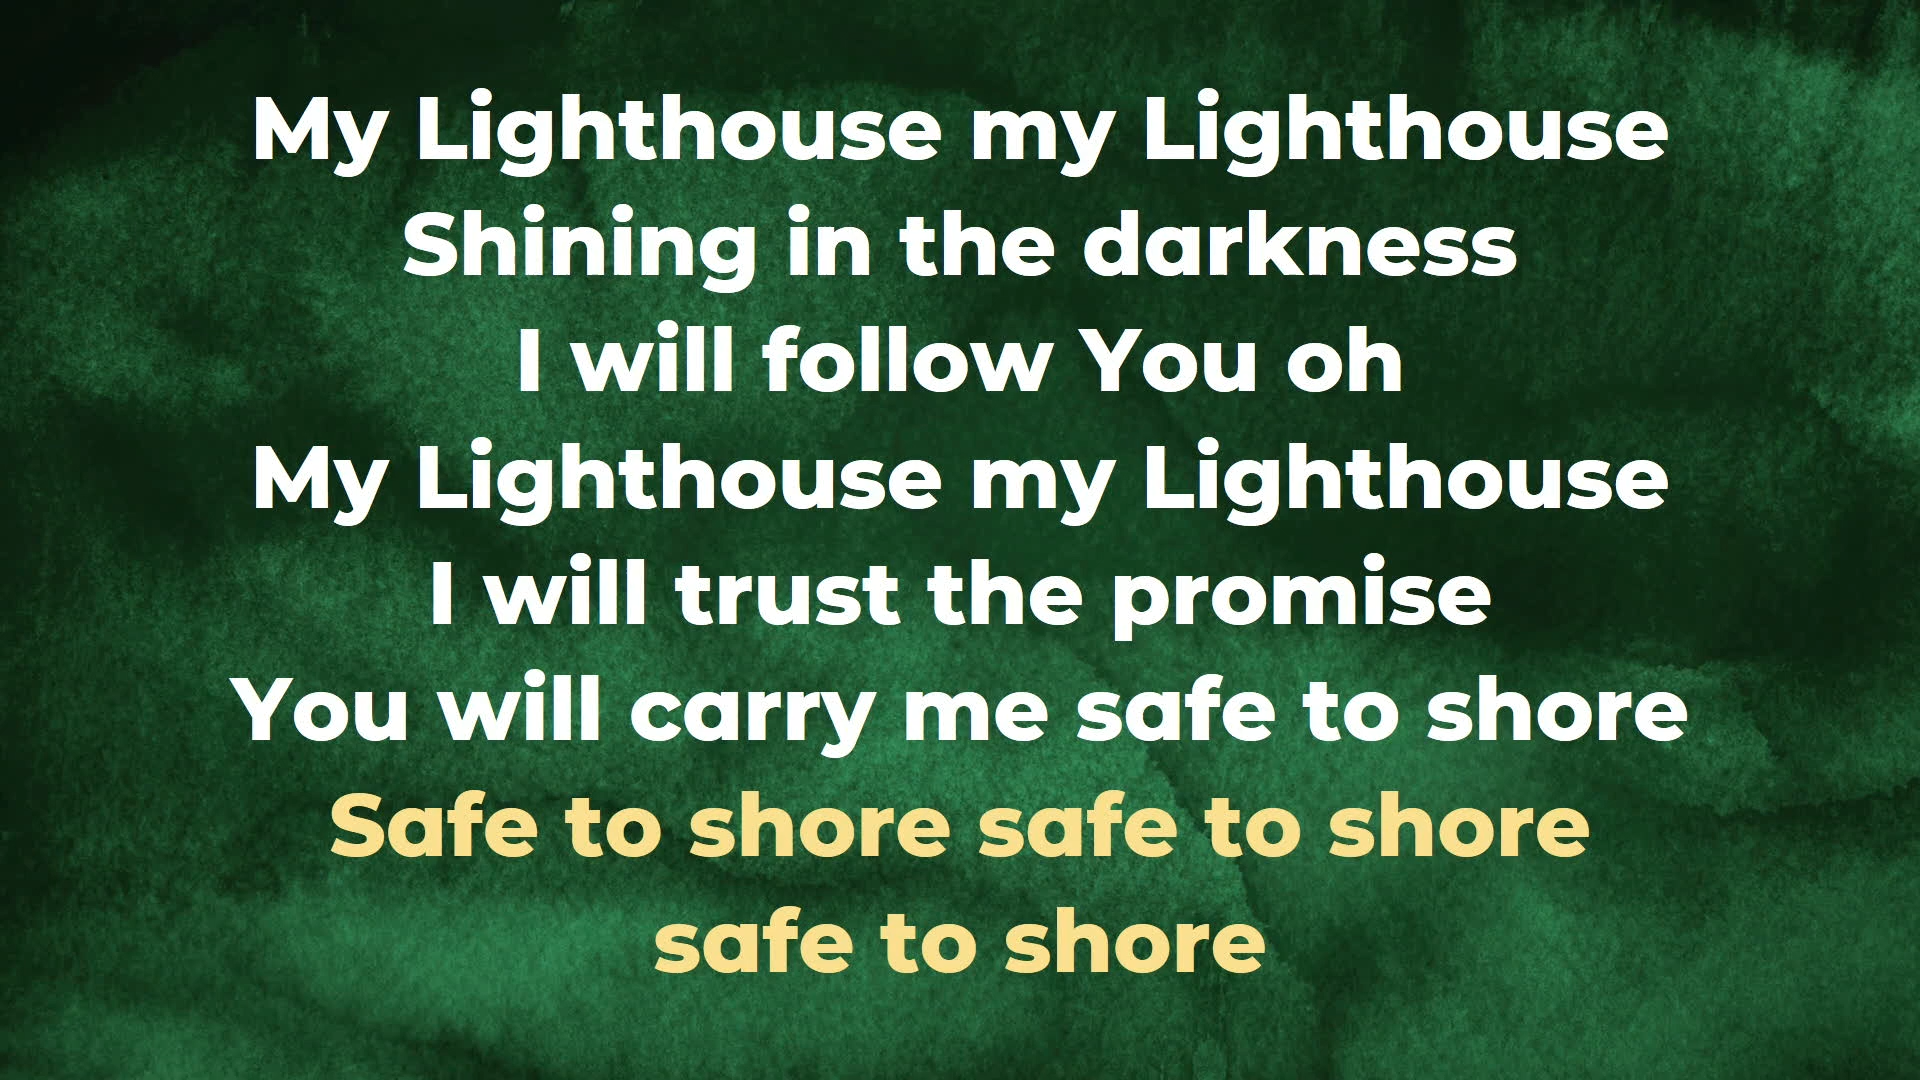 My Lighthouse my Lighthouse
Shining in the darkness
I will follow You oh
My Lighthouse my Lighthouse
I will trust the promise
You will carry me safe to shore
Safe to shore safe to shore
safe to shore